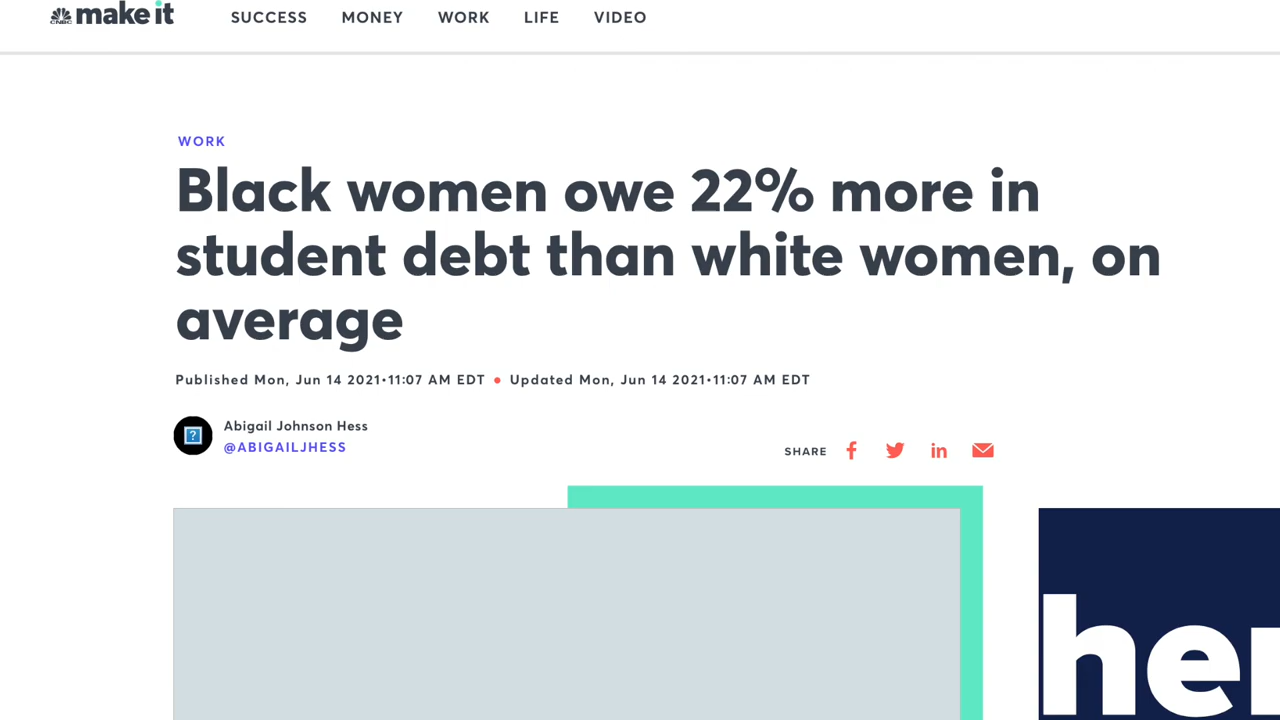 CNBC make it
SUCCESS MONEY WORK LIFE VIDEO
WORK
Black women owe 22% more in
student debt than white women, on
average
Published Mon, Jun 14 2021•11:07 AM EDT • Updated Mon, Jun 14 2021•11:07 AM EDT
Abigail Johnson Hess
@ABIGAILJHESS
SHARE